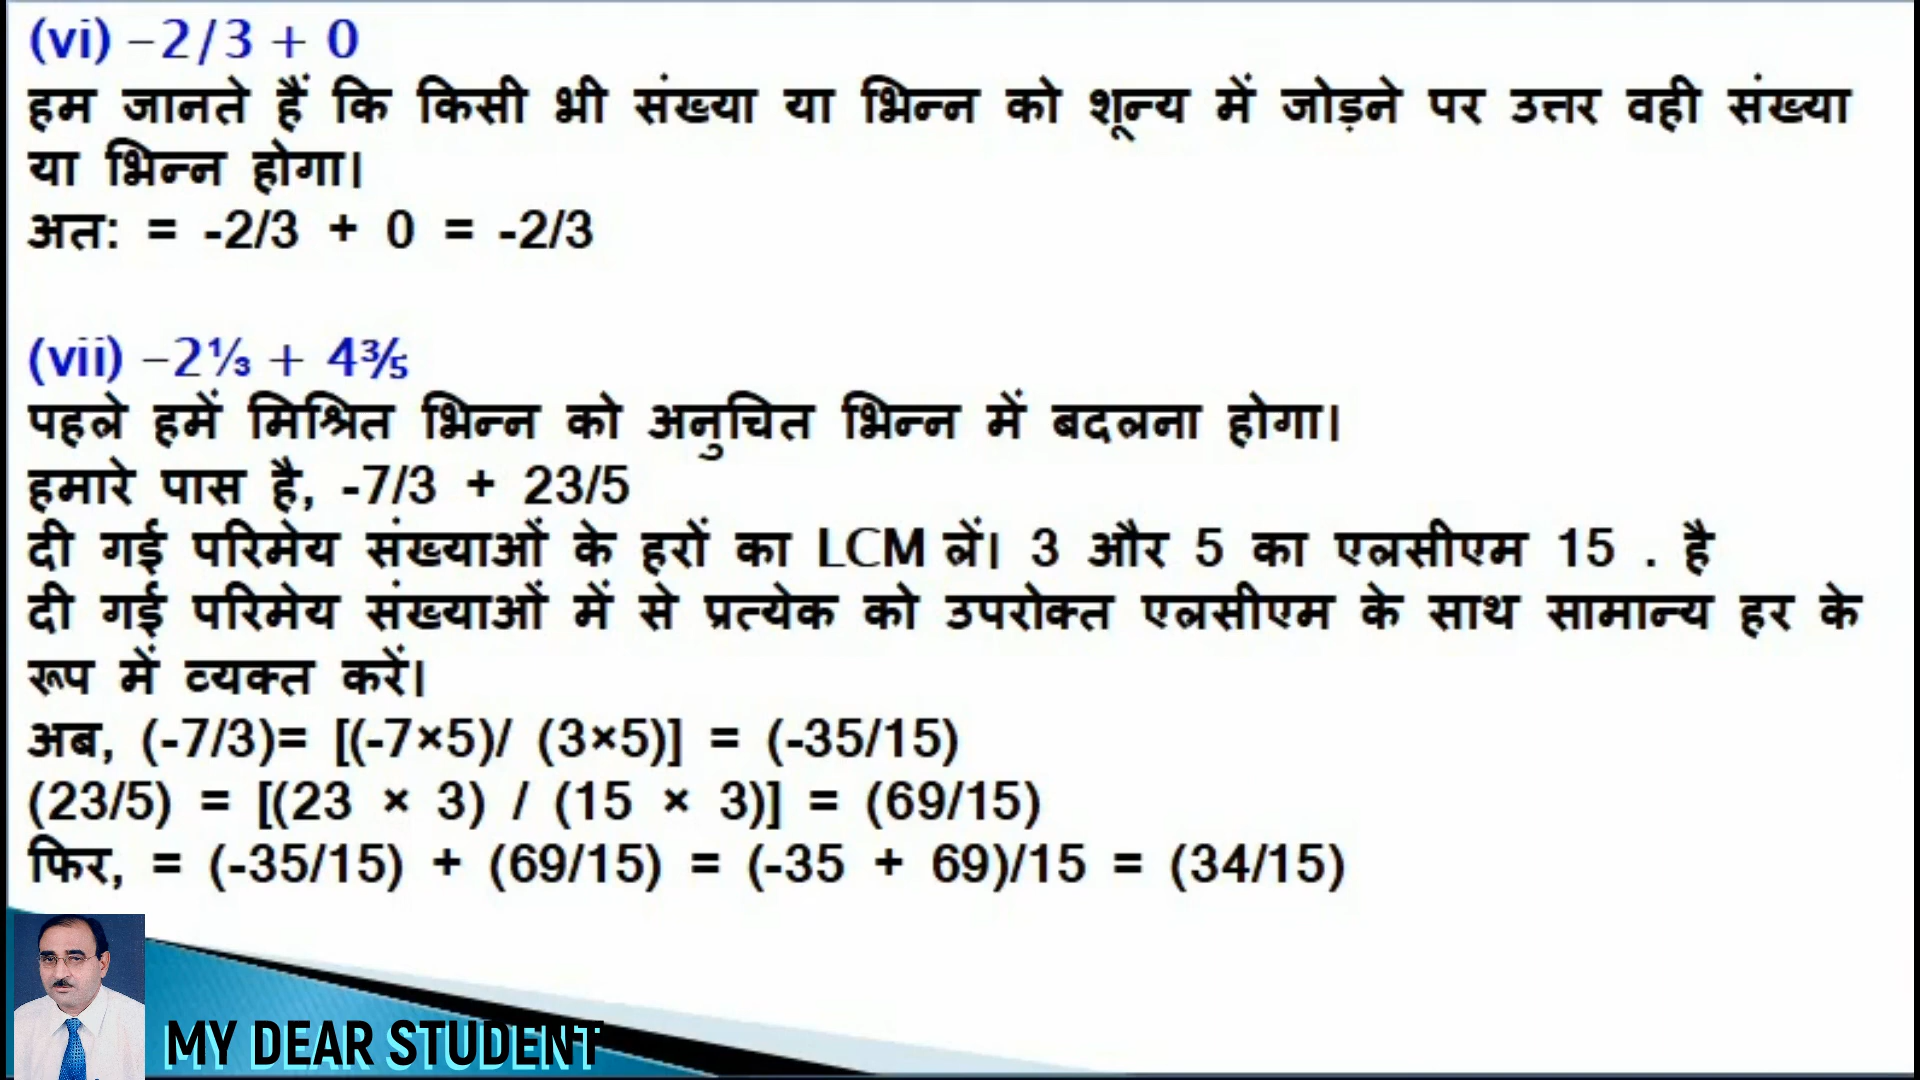 (vi) −2/3 + 0
हम जानते हैं कि किसी भी संख्या या भिन्न को शून्य में जोड़ने पर उत्तर वही संख्या
या भिन्न होगा।
अत: = -2/3 + 0 = -2/3
(vii) −2⅓ + 4⅗
पहले हमें मिश्रित भिन्न को अनुचित भिन्न में बदलना होगा।
हमारे पास है, -7/3 + 23/5
दी गई परिमेय संख्याओं के हरों का LCM लें। 3 और 5 का एलसीएम 15 . है
दी गई परिमेय संख्याओं में से प्रत्येक को उपरोक्त एलसीएम के साथ सामान्य हर के
रूप में व्यक्त करें।
अब, (-7/3)= [(-7×5)/ (3×5)] = (-35/15)
(23/5) = [(23 × 3) / (15 × 3)] = (69/15)
फिर, = (-35/15) + (69/15) = (-35 + 69)/15 = (34/15)
MY DEAR STUDENT